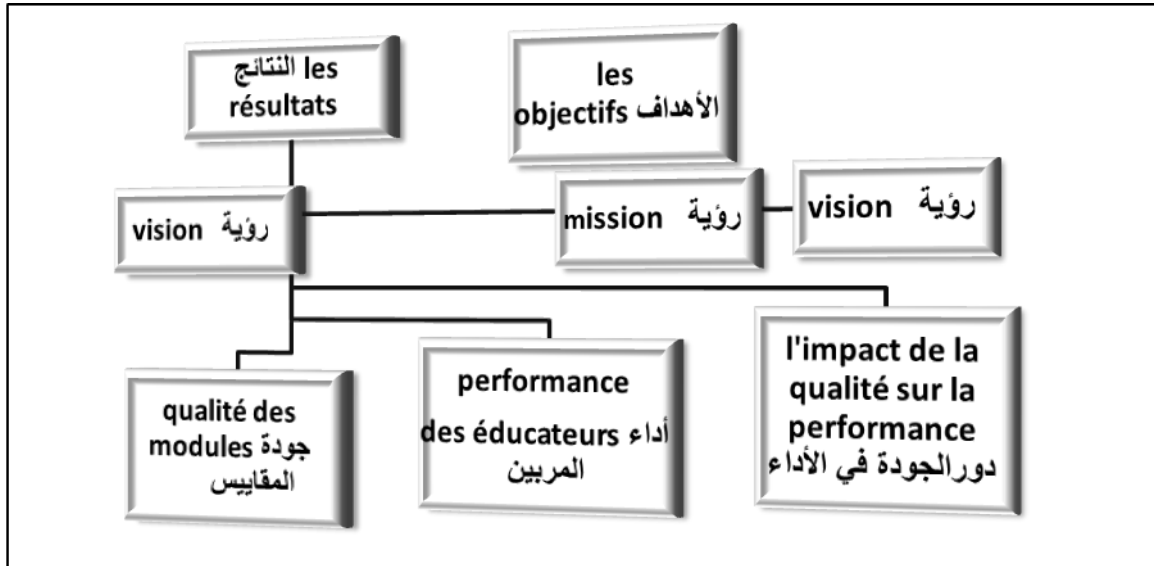 النتائج les
résultats
les
objectifs الأهداف
vision رؤية
mission رؤية
vision رؤية
qualité des
modules جودة
المقاييس
performance
des éducateurs أداء
المربين
l'impact de la
qualité sur la
performance
دورالجودة في الأداء